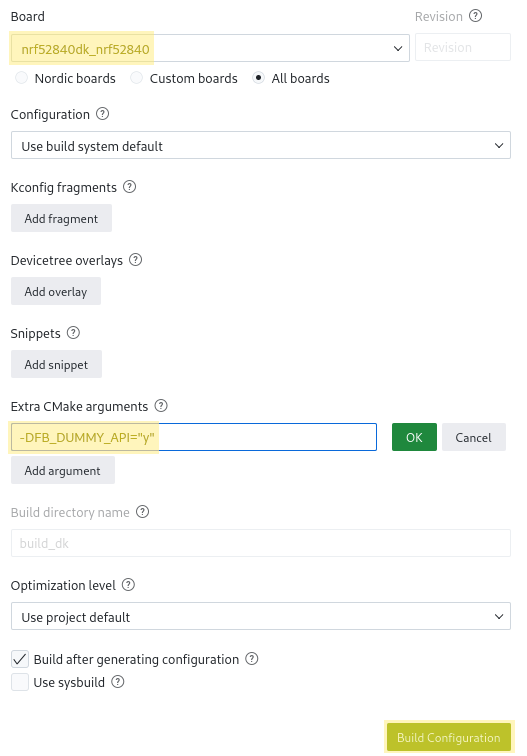 Board
Revision ?
nrf52840dk_nrf52840
Revision
Nordic boards
Custom boards
All boards
Configuration ?
Use build system default
Kconfig fragments ?
Add fragment
Devicetree overlays ?
Add overlay
Snippets ?
Add snippet
Extra CMake arguments ?
-DFB_DUMMY_API="y"
OK
Cancel
Add argument
Build directory name ?
build_dk
Optimization level ?
Use project default
Build after generating configuration ?
Use sysbuild ?
Build Configuration